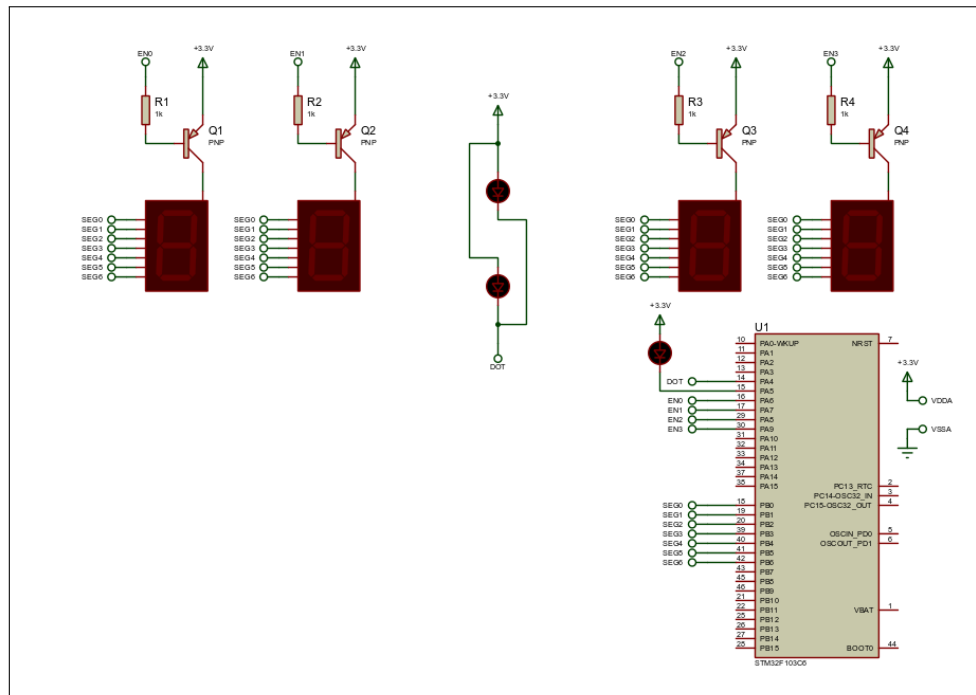 EN0
+3.3V
R1
1k
Q1
PNP
SEG0
SEG1
SEG2
SEG3
SEG4
SEG5
SEG6
EN1
+3.3V
R2
1k
Q2
PNP
SEG0
SEG1
SEG2
SEG3
SEG4
SEG5
SEG6
+3.3V
DOT
EN2
+3.3V
R3
1k
Q3
PNP
SEG0
SEG1
SEG2
SEG3
SEG4
SEG5
SEG6
EN3
+3.3V
R4
1k
Q4
PNP
SEG0
SEG1
SEG2
SEG3
SEG4
SEG5
SEG6
+3.3V
U1
10 PA0-WKUP
11 PA1
12 PA2
13 PA3
DOT 14 PA4
15 PA5
EN0 16 PA6
EN1 17 PA7
EN2 29 PA8
EN3 30 PA9
31 PA10
32 PA11
33 PA12
34 PA13
37 PA14
38 PA15
SEG0 18 PB0
SEG1 19 PB1
SEG2 20 PB2
SEG3 39 PB3
SEG4 40 PB4
SEG5 41 PB5
SEG6 42 PB6
43 PB7
45 PB8
46 PB9
21 PB10
22 PB11
25 PB12
26 PB13
27 PB14
28 PB15
NRST 7
PC13_RTC 2
PC14-OSC32_IN 3
PC15-OSC32_OUT 4
OSCIN_PD0 5
OSCOUT_PD1 6
VBAT 1
BOOT0 44
STM32F103C6
+3.3V
VDDA
VSSA